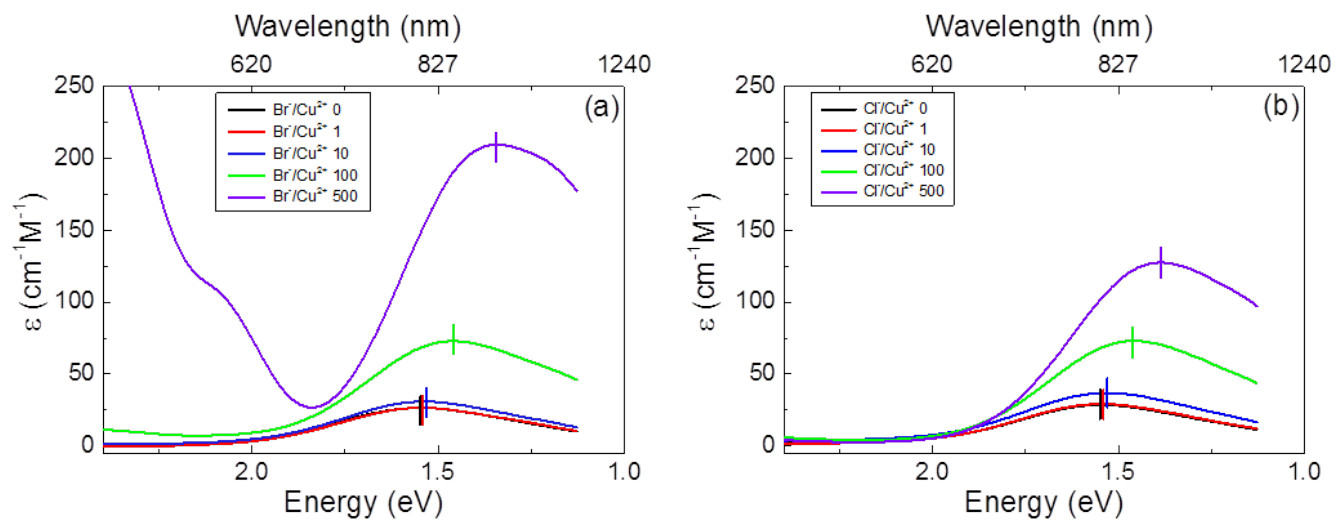 Wavelength (nm)
620 827 1240
250
200
150
100
50
0
ε (cm⁻¹M⁻¹)
Br⁻/Cu²⁺ 0
Br⁻/Cu²⁺ 1
Br⁻/Cu²⁺ 10
Br⁻/Cu²⁺ 100
Br⁻/Cu²⁺ 500
(a)
2.0 1.5 1.0
Energy (eV)
Wavelength (nm)
620 827 1240
250
200
150
100
50
0
ε (cm⁻¹M⁻¹)
Cl⁻/Cu²⁺ 0
Cl⁻/Cu²⁺ 1
Cl⁻/Cu²⁺ 10
Cl⁻/Cu²⁺ 100
Cl⁻/Cu²⁺ 500
(b)
2.0 1.5 1.0
Energy (eV)